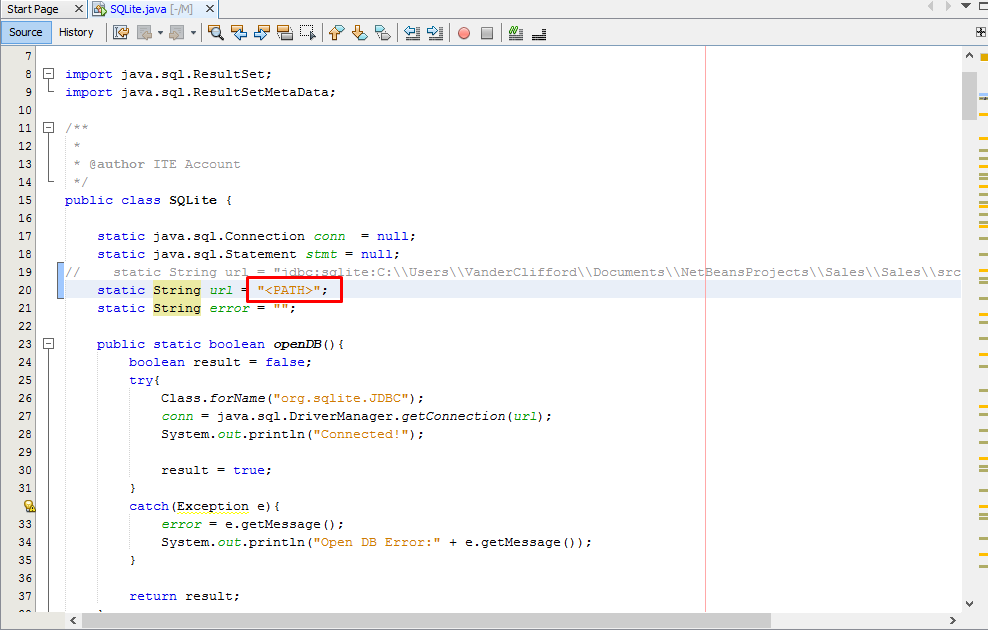 Start Page
SQLite.java [-/M]
Source History
7
8 import java.sql.ResultSet;
9 import java.sql.ResultSetMetaData;
10
11 /**
12 *
13 * @author ITE Account
14 */
15 public class SQLite {
16
17 static java.sql.Connection conn = null;
18 static java.sql.Statement stmt = null;
19 // static String url = "jdbc:sqlite:C:\\Users\\VanderClifford\\Documents\\NetBeansProjects\\Sales\\Sales\\src
20 static String url = "<PATH>";
21 static String error = "";
22
23 public static boolean openDB(){
24 boolean result = false;
25 try{
26 Class.forName("org.sqlite.JDBC");
27 conn = java.sql.DriverManager.getConnection(url);
28 System.out.println("Connected!");
29
30 result = true;
31 }
catch(Exception e){
33 error = e.getMessage();
34 System.out.println("Open DB Error:" + e.getMessage());
35 }
36
37 return result;